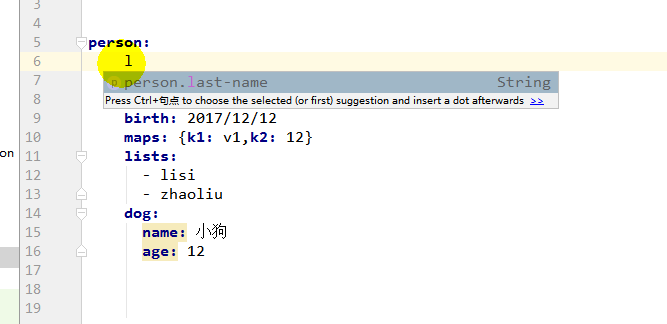 3
4
5 person:
6 l
7 person.last-name String
8 Press Ctrl+句点 to choose the selected (or first) suggestion and insert a dot afterwards >>
9 birth: 2017/12/12
10 maps: {k1: v1,k2: 12}
on 11 lists:
12 - lisi
13 - zhaoliu
14 dog:
15 name: 小狗
16 age: 12
17
18
19